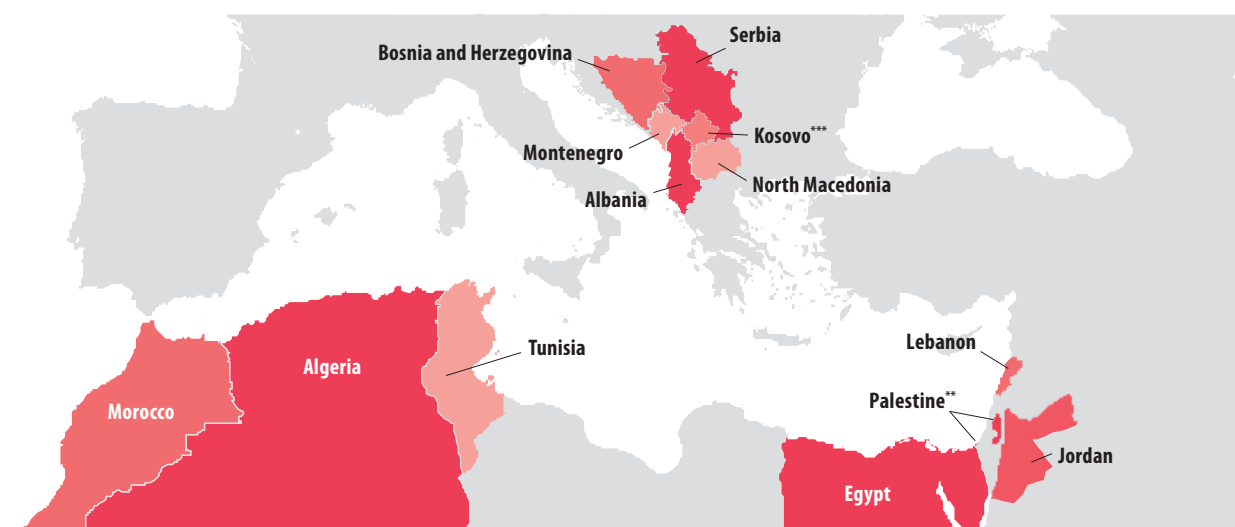 Serbia
Bosnia and Herzegovina
Kosovo***
Montenegro
North Macedonia
Albania
Tunisia
Lebanon
Algeria
Palestine**
Morocco
Jordan
Egypt